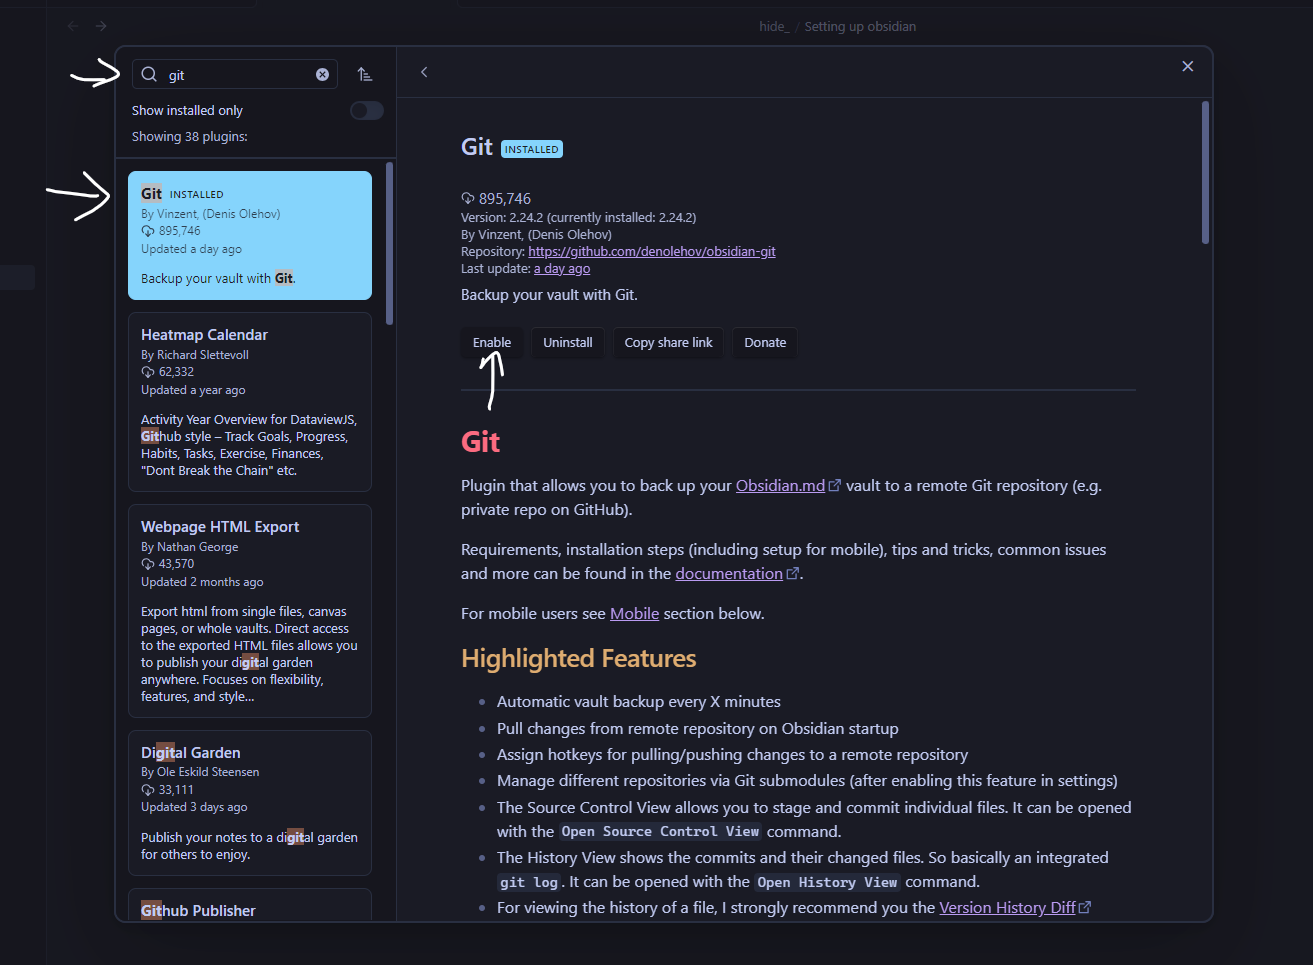 hide_ / Setting up obsidian
git
Show installed only
Showing 38 plugins:
Git INSTALLED
By Vinzent, (Denis Olehov)
895,746
Updated a day ago
Backup your vault with Git.
Heatmap Calendar
By Richard Slettevoll
62,332
Updated a year ago
Activity Year Overview for DataviewJS,
Github style – Track Goals, Progress,
Habits, Tasks, Exercise, Finances,
"Dont Break the Chain" etc.
Webpage HTML Export
By Nathan George
43,570
Updated 2 months ago
Export html from single files, canvas
pages, or whole vaults. Direct access
to the exported HTML files allows you
to publish your digital garden
anywhere. Focuses on flexibility,
features, and style...
Digital Garden
By Ole Eskild Steensen
33,111
Updated 3 days ago
Publish your notes to a digital garden
for others to enjoy.
Github Publisher
Git INSTALLED
895,746
Version: 2.24.2 (currently installed: 2.24.2)
By Vinzent, (Denis Olehov)
Repository: https://github.com/denolehov/obsidian-git
Last update: a day ago
Backup your vault with Git.
Enable Uninstall Copy share link Donate
Git
Plugin that allows you to back up your Obsidian.md vault to a remote Git repository (e.g.
private repo on GitHub).
Requirements, installation steps (including setup for mobile), tips and tricks, common issues
and more can be found in the documentation.
For mobile users see Mobile section below.
Highlighted Features
Automatic vault backup every X minutes
Pull changes from remote repository on Obsidian startup
Assign hotkeys for pulling/pushing changes to a remote repository
Manage different repositories via Git submodules (after enabling this feature in settings)
The Source Control View allows you to stage and commit individual files. It can be opened
with the Open Source Control View command.
The History View shows the commits and their changed files. So basically an integrated
git log. It can be opened with the Open History View command.
For viewing the history of a file, I strongly recommend you the Version History Diff